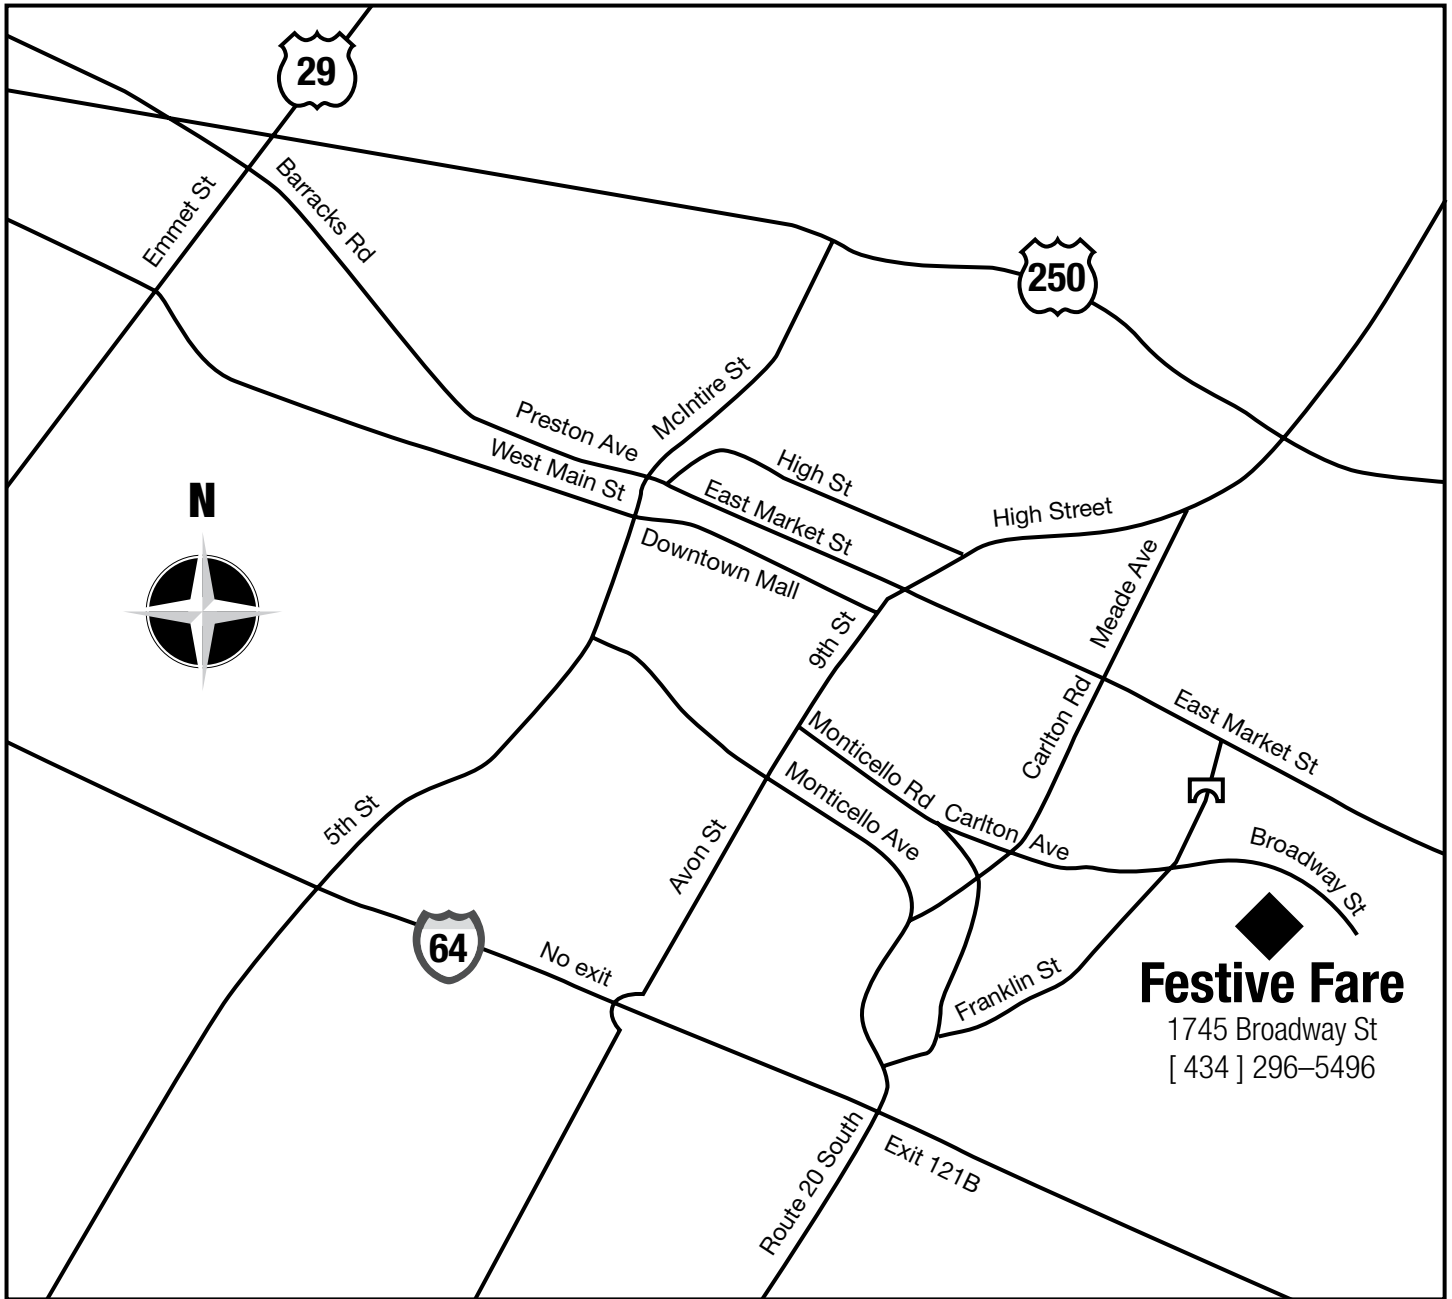 29
Emmet St
Barracks Rd
250
McIntire St
Preston Ave
West Main St
High St
East Market St
High Street
N
Downtown Mall
Meade Ave
9th St
Carlton Rd
East Market St
Monticello Rd
Monticello Ave
Carlton Ave
5th St
Avon St
Broadway St
64
No exit
Franklin St
Festive Fare
1745 Broadway St
[ 434 ] 296–5496
Route 20 South
Exit 121B